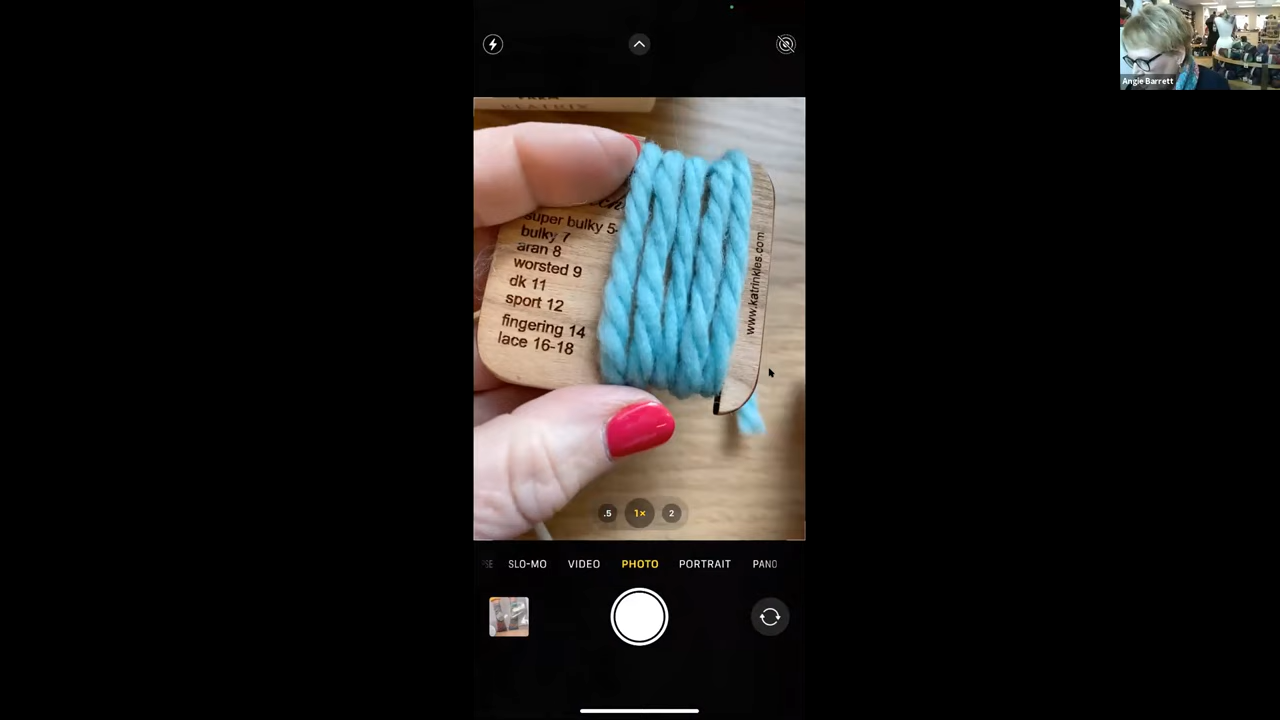 Angie Barrett
super bulky 5-
bulky 7
aran 8
worsted 9
dk 11
sport 12
fingering 14
lace 16-18
www.katrinkles.com
.5
1×
2
SLO-MO
VIDEO
PHOTO
PORTRAIT
PANO